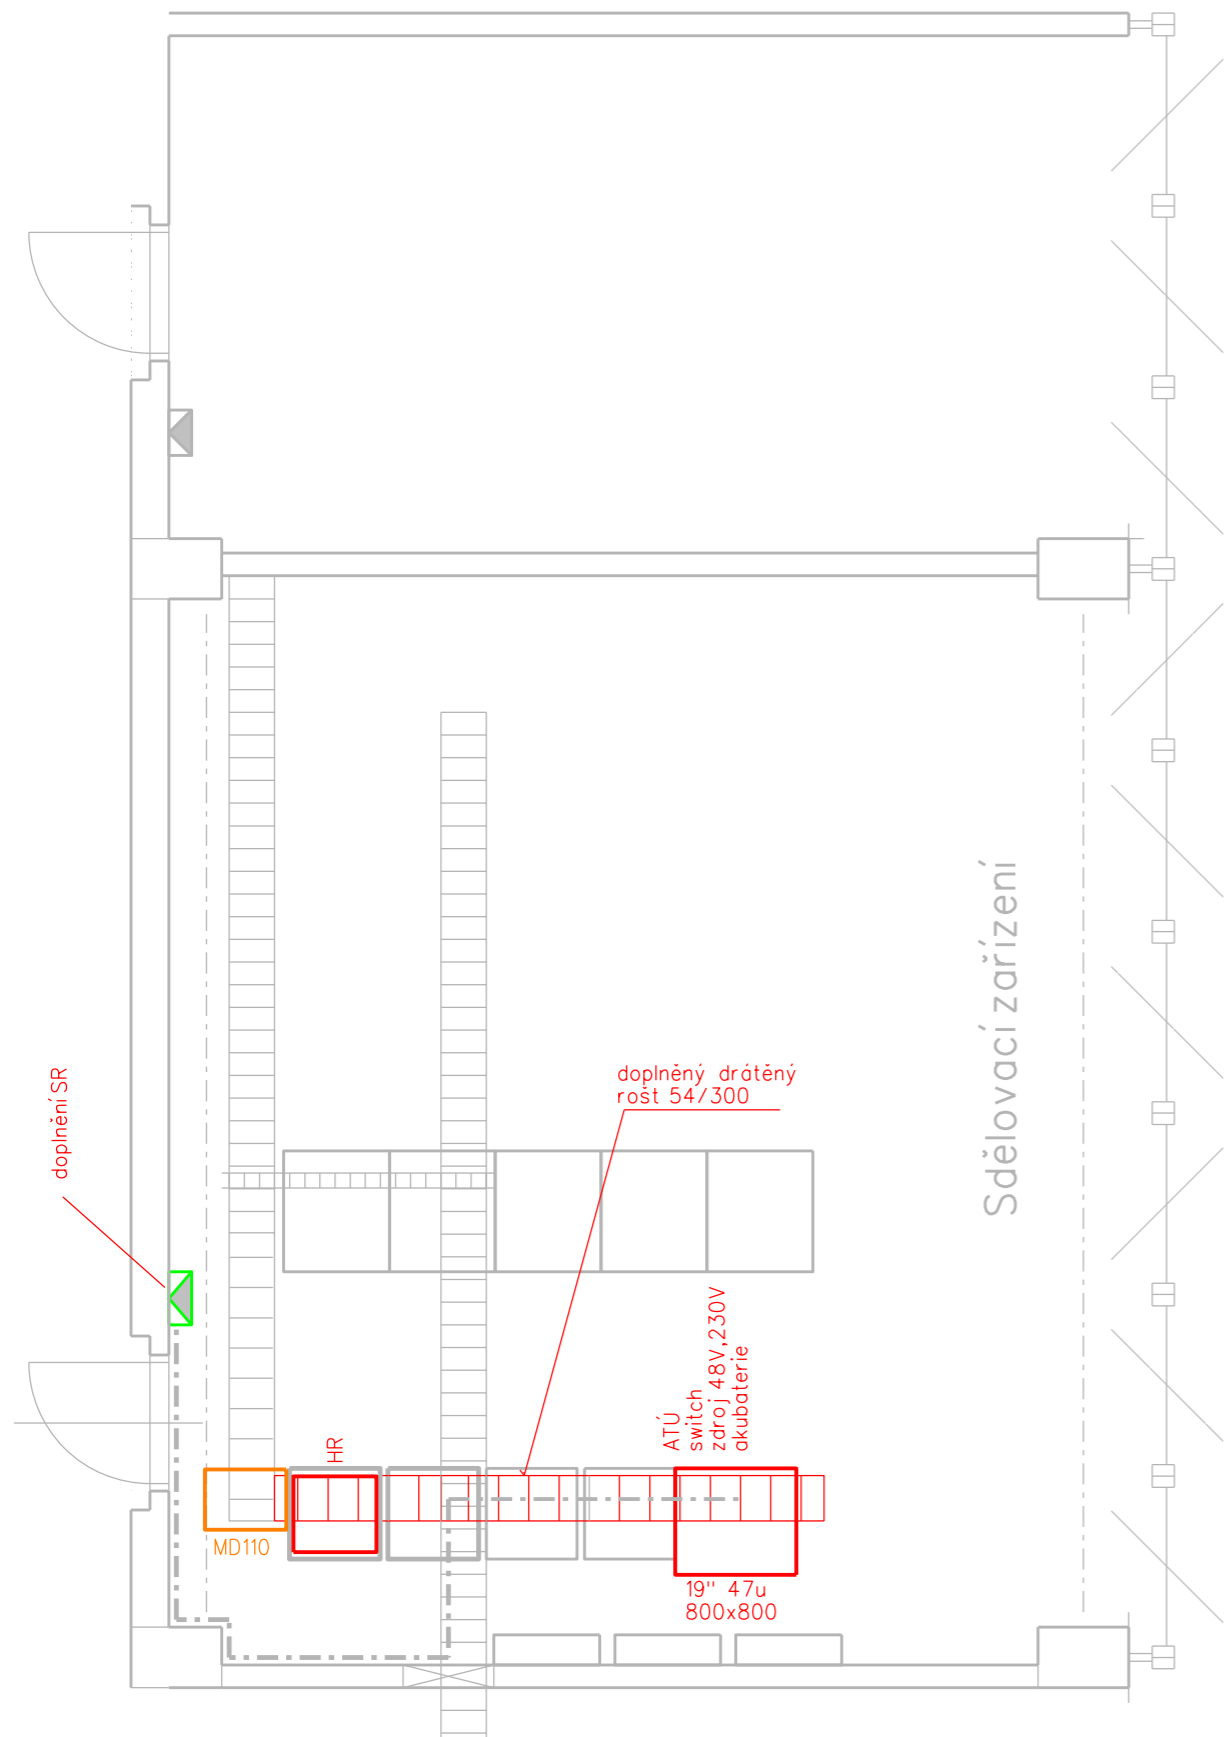 Sdělovací zařízení
doplněný drátěný
rošt 54/300
doplnění SR
ATÚ
switch
zdroj 48V,230V
akubaterie
HR
MD110
19" 47u
800x800